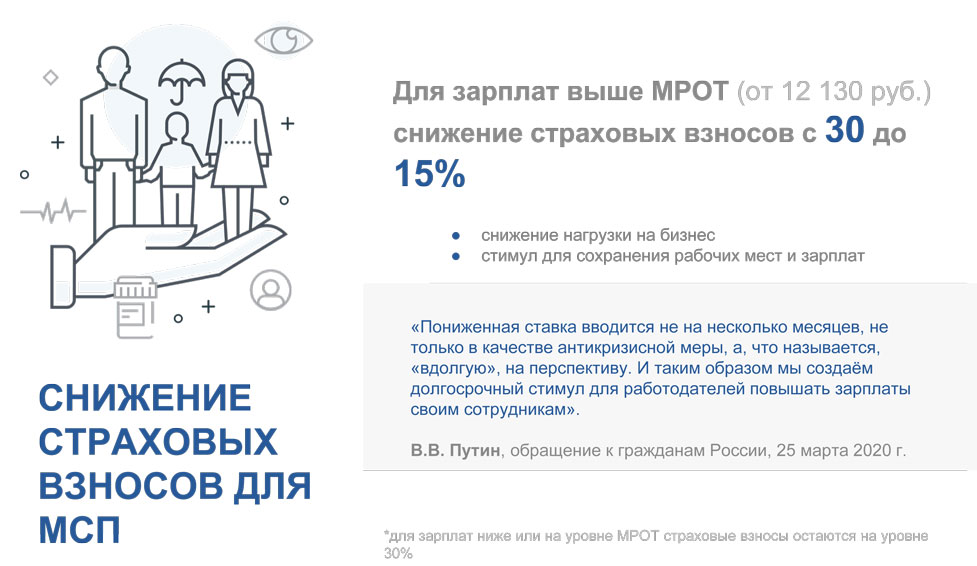 СНИЖЕНИЕ
СТРАХОВЫХ
ВЗНОСОВ ДЛЯ
МСП
Для зарплат выше МРОТ (от 12 130 руб.)
снижение страховых взносов с 30 до
15%
● снижение нагрузки на бизнес
● стимул для сохранения рабочих мест и зарплат
«Пониженная ставка вводится не на несколько месяцев, не
только в качестве антикризисной меры, а, что называется,
«вдолгую», на перспективу. И таким образом мы создаём
долгосрочный стимул для работодателей повышать зарплаты
своим сотрудникам».
В.В. Путин, обращение к гражданам России, 25 марта 2020 г.
*для зарплат ниже или на уровне МРОТ страховые взносы остаются на уровне
30%